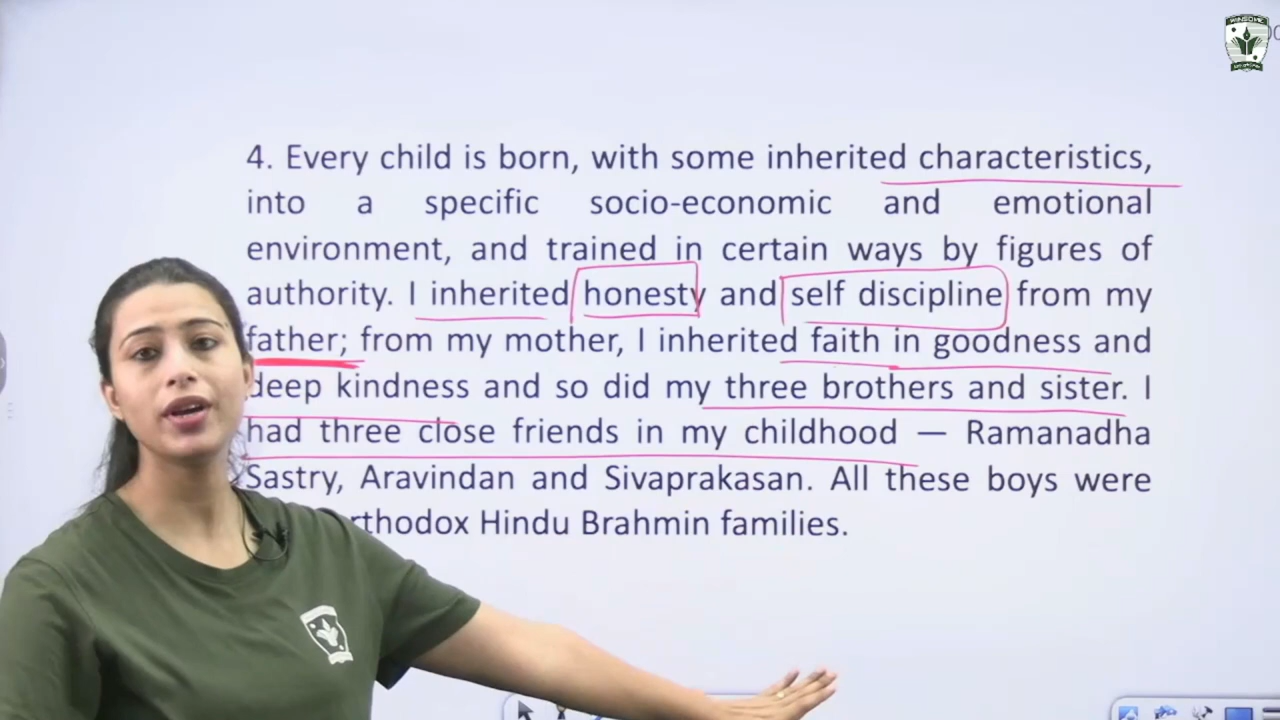 4. Every child is born, with some inherited characteristics,
into a specific socio-economic and emotional
environment, and trained in certain ways by figures of
authority. I inherited honesty and self discipline from my
father; from my mother, I inherited faith in goodness and
deep kindness and so did my three brothers and sister. I
had three close friends in my childhood — Ramanadha
Sastry, Aravindan and Sivaprakasan. All these boys were
rthodox Hindu Brahmin families.